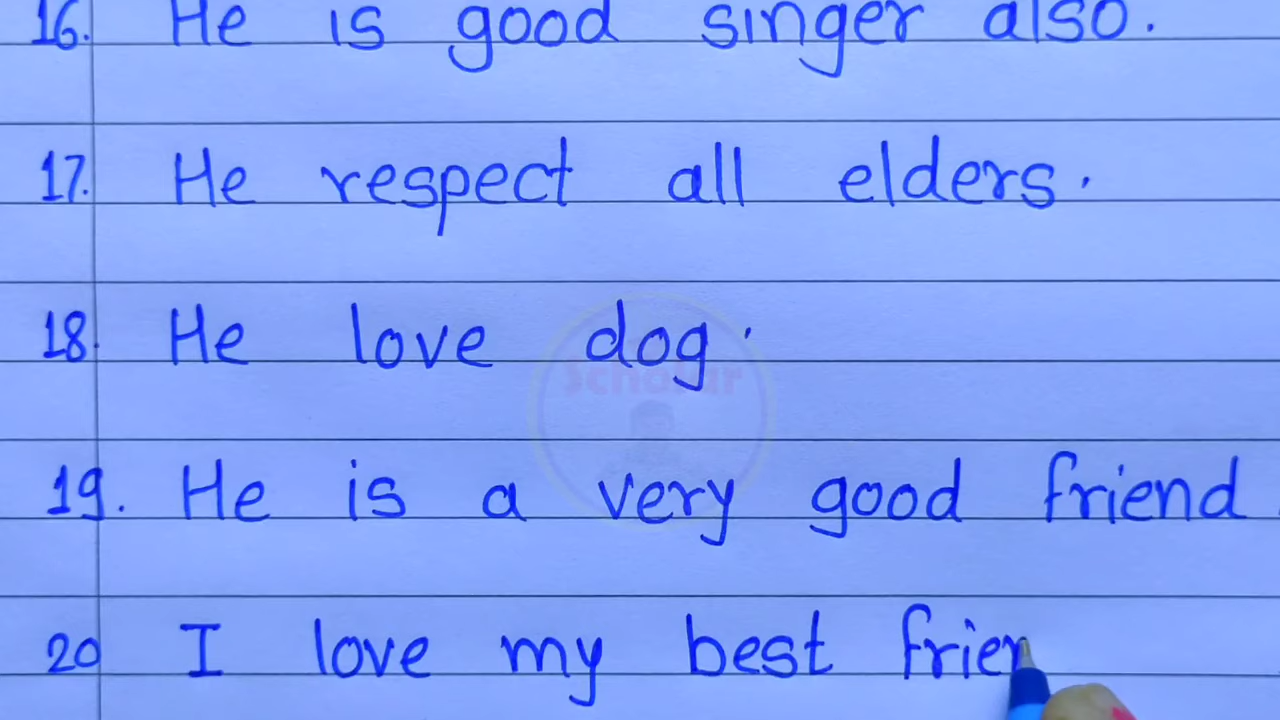 16. He is good singer also.
17. He respect all elders.
18. He love dog.
Scholar
19. He is a very good friend.
20 I love my best frien